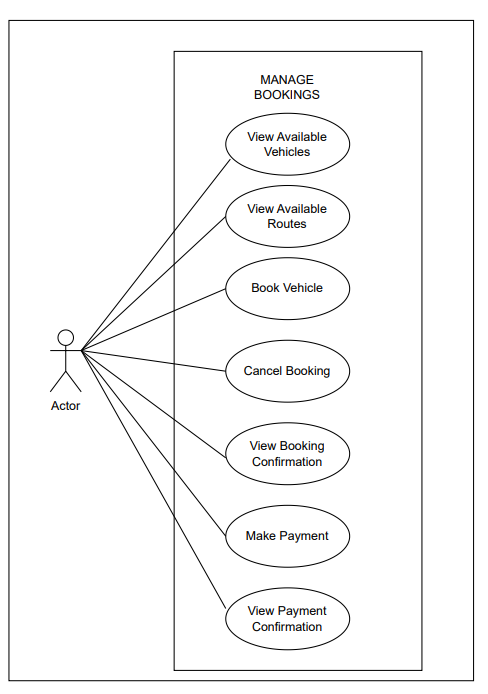 MANAGE
BOOKINGS
View Available
Vehicles
View Available
Routes
Book Vehicle
Cancel Booking
Actor
View Booking
Confirmation
Make Payment
View Payment
Confirmation